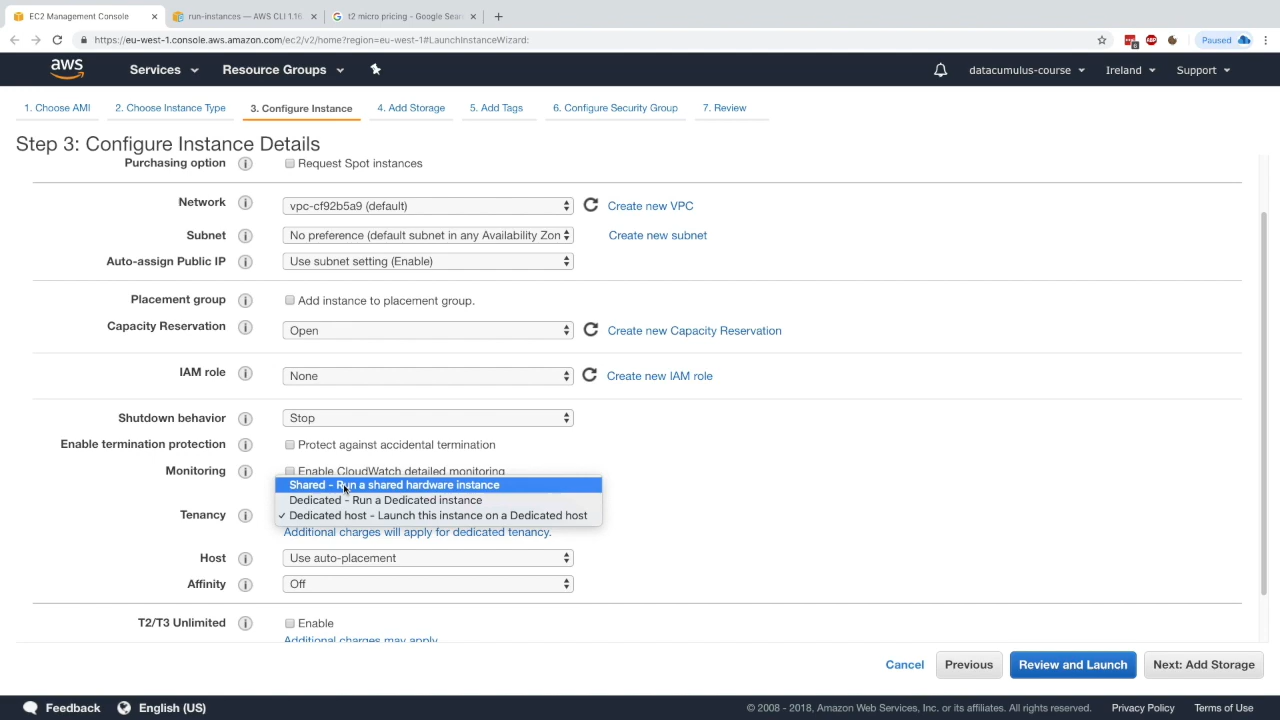 EC2 Management Console
run-instances — AWS CLI 1.16
t2 micro pricing - Google Sear
https://eu-west-1.console.aws.amazon.com/ec2/v2/home?region=eu-west-1#LaunchInstanceWizard:
Paused
aws
Services
Resource Groups
datacumulus-course
Ireland
Support
1. Choose AMI
2. Choose Instance Type
3. Configure Instance
4. Add Storage
5. Add Tags
6. Configure Security Group
7. Review
Step 3: Configure Instance Details
Purchasing option
Request Spot instances
Network
vpc-cf92b5a9 (default)
Create new VPC
Subnet
No preference (default subnet in any Availability Zon
Create new subnet
Auto-assign Public IP
Use subnet setting (Enable)
Placement group
Add instance to placement group.
Capacity Reservation
Open
Create new Capacity Reservation
IAM role
None
Create new IAM role
Shutdown behavior
Stop
Enable termination protection
Protect against accidental termination
Monitoring
Enable CloudWatch detailed monitoring
Shared - Run a shared hardware instance
Dedicated - Run a Dedicated instance
Tenancy
✓ Dedicated host - Launch this instance on a Dedicated host
Additional charges will apply for dedicated tenancy.
Host
Use auto-placement
Affinity
Off
T2/T3 Unlimited
Enable
Additional charges may apply
Cancel
Previous
Review and Launch
Next: Add Storage
Feedback
English (US)
© 2008 - 2018, Amazon Web Services, Inc. or its affiliates. All rights reserved.
Privacy Policy
Terms of Use